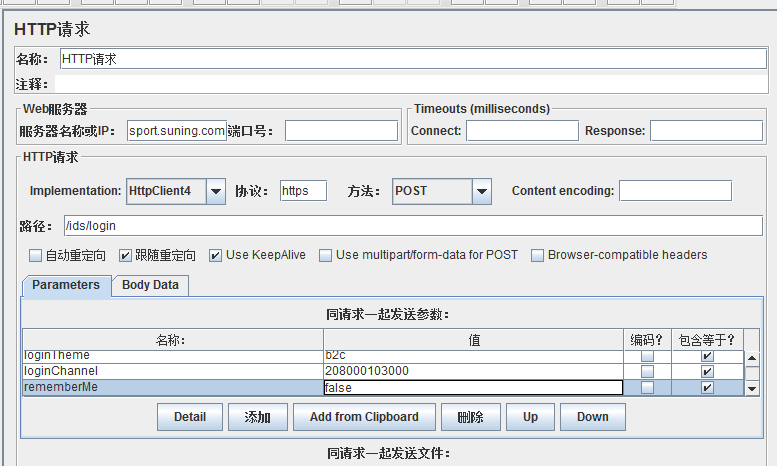 HTTP请求
名称： HTTP请求
注释：
Web服务器
服务器名称或IP： sport.suning.com 端口号：
Timeouts (milliseconds)
Connect: Response:
HTTP请求
Implementation: HttpClient4 协议： https 方法： POST Content encoding:
路径： /ids/login
自动重定向 跟随重定向 Use KeepAlive Use multipart/form-data for POST Browser-compatible headers
Parameters Body Data
同请求一起发送参数：
名称： 值 编码？ 包含等于？
loginTheme b2c
loginChannel 208000103000
rememberMe false
Detail 添加 Add from Clipboard 删除 Up Down
同请求一起发送文件：